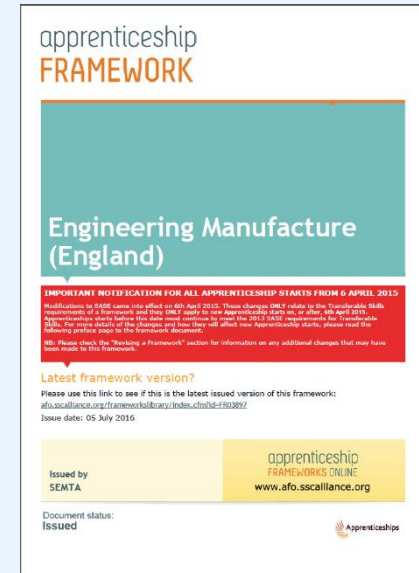 apprenticeship
FRAMEWORK
Engineering Manufacture
(England)
IMPORTANT NOTIFICATION FOR ALL APPRENTICESHIP STARTS FROM 6 APRIL 2015
Modifications to SASE came into effect on 6th April 2015. These changes ONLY relate to the Transferable Skills
requirements of a framework and they ONLY apply to new Apprenticeship starts on, or after, 6th April 2015.
Apprenticeships starts before this date must continue to meet the 2013 SASE requirements for Transferable
Skills. For more details of the changes and how they will affect new Apprenticeship starts, please read the
following preface page to the framework document.
NB: Please check the "Revising a Framework" section for information on any additional changes that may have
been made to this framework.
Latest framework version?
Please use this link to see if this is the latest issued version of this framework:
afo.sscalliance.org/frameworkslibrary/index.cfm?id=FR03897
Issue date: 05 July 2016
Issued by
SEMTA
apprenticeship
FRAMEWORKS ONLINE
www.afo.sscalliance.org
Document status:
Issued
Apprenticeships